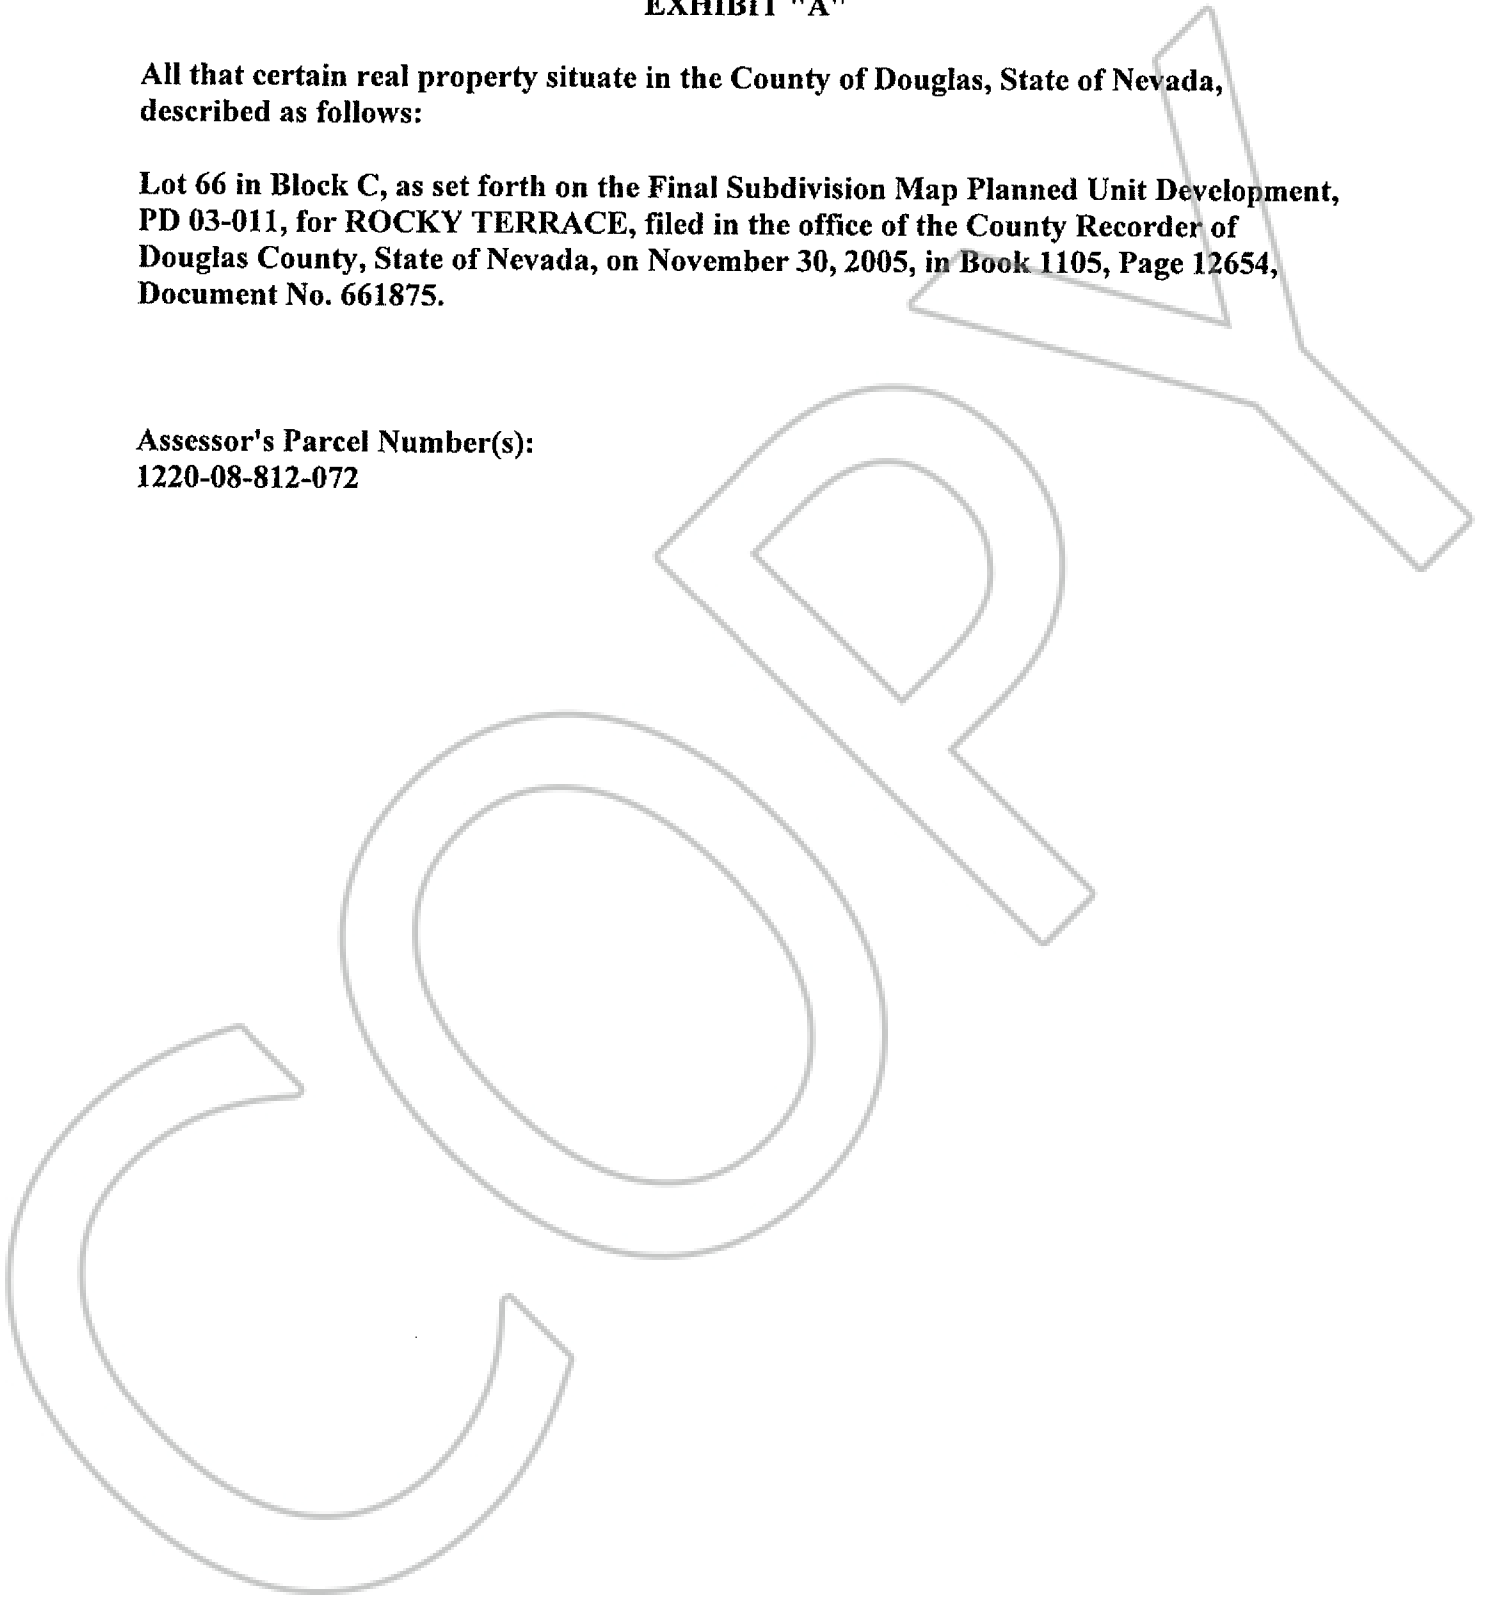 EXHIBIT "A"
All that certain real property situate in the County of Douglas, State of Nevada,
described as follows:
Lot 66 in Block C, as set forth on the Final Subdivision Map Planned Unit Development,
PD 03-011, for ROCKY TERRACE, filed in the office of the County Recorder of
Douglas County, State of Nevada, on November 30, 2005, in Book 1105, Page 12654,
Document No. 661875.
Assessor's Parcel Number(s):
1220-08-812-072
COPY